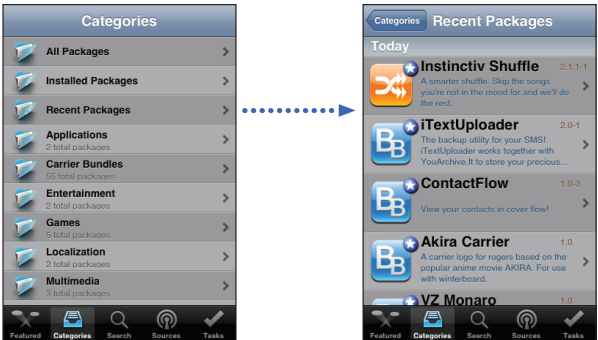 Categories
All Packages
Installed Packages
Recent Packages
Applications
2 total packages
Carrier Bundles
55 total packages
Entertainment
2 total packages
Games
5 total packages
Localization
2 total packages
Multimedia
3 total packages
Featured Categories Search Sources Tasks
Categories Recent Packages
Today
Instinctiv Shuffle 2.1.1-1
A smarter shuffle. Skip the songs
you're not in the mood for and we'll do
the rest.
BB iTextUploader 2.0-1
The backup utility for your SMS!
iTextUploader works together with
YouArchive.It to store your precious...
BB ContactFlow 1.0-3
View your contacts in cover flow!
BB Akira Carrier 1.0
A carrier logo for rogers based on the
popular anime movie AKIRA. For use
with winterboard.
VZ Monaro 1.0
Featured Categories Search Sources Tasks